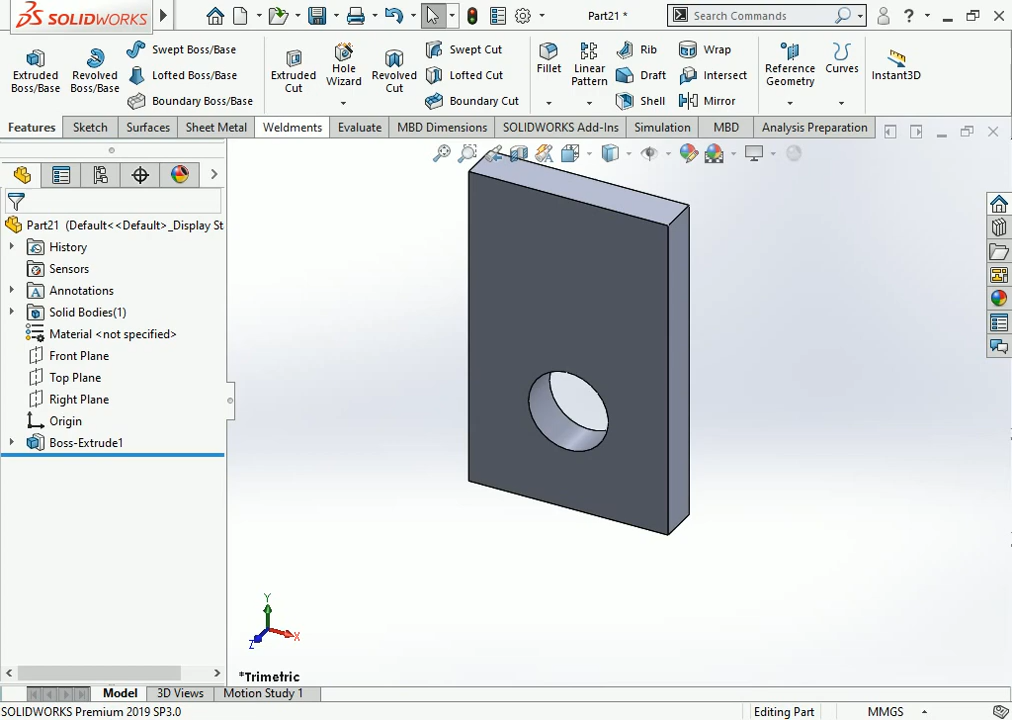 SOLIDWORKS
Part21 *
Search Commands
?
Extruded Boss/Base
Revolved Boss/Base
Swept Boss/Base
Lofted Boss/Base
Boundary Boss/Base
Extruded Cut
Hole Wizard
Revolved Cut
Swept Cut
Lofted Cut
Boundary Cut
Fillet
Linear Pattern
Rib
Draft
Shell
Wrap
Intersect
Mirror
Reference Geometry
Curves
Instant3D
Features
Sketch
Surfaces
Sheet Metal
Weldments
Evaluate
MBD Dimensions
SOLIDWORKS Add-Ins
Simulation
MBD
Analysis Preparation
Part21 (Default<<Default>_Display St
History
Sensors
Annotations
Solid Bodies(1)
Material <not specified>
Front Plane
Top Plane
Right Plane
Origin
Boss-Extrude1
Y
X
Z
*Trimetric
Model
3D Views
Motion Study 1
SOLIDWORKS Premium 2019 SP3.0
Editing Part
MMGS